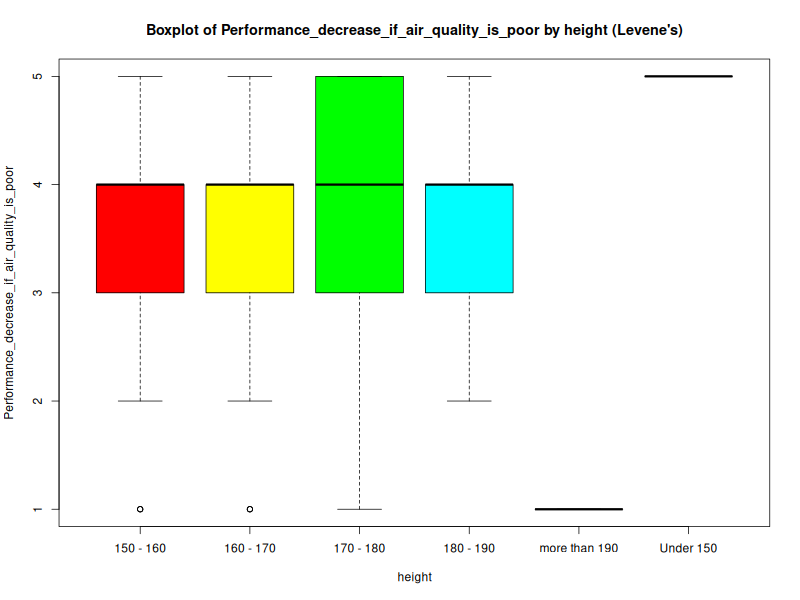 Boxplot of Performance_decrease_if_air_quality_is_poor by height (Levene's)
Performance_decrease_if_air_quality_is_poor
5
4
3
2
1
150 - 160
160 - 170
170 - 180
180 - 190
more than 190
Under 150
height